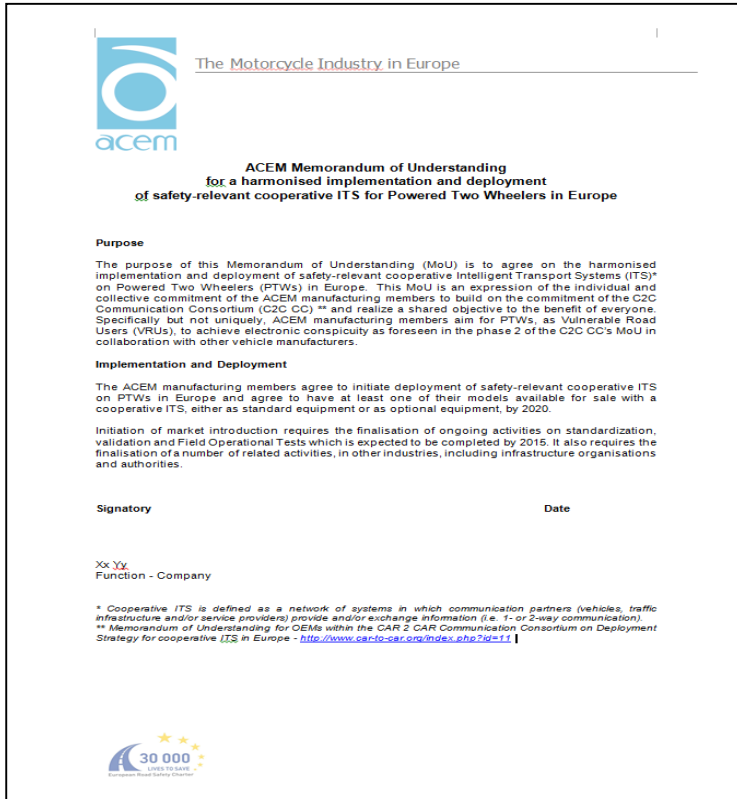 The Motorcycle Industry in Europe
acem
ACEM Memorandum of Understanding
for a harmonised implementation and deployment
of safety-relevant cooperative ITS for Powered Two Wheelers in Europe
Purpose
The purpose of this Memorandum of Understanding (MoU) is to agree on the harmonised
implementation and deployment of safety-relevant cooperative Intelligent Transport Systems (ITS)*
on Powered Two Wheelers (PTWs) in Europe. This MoU is an expression of the individual and
collective commitment of the ACEM manufacturing members to build on the commitment of the C2C
Communication Consortium (C2C CC) ** and realize a shared objective to the benefit of everyone.
Specifically but not uniquely, ACEM manufacturing members aim for PTWs, as Vulnerable Road
Users (VRUs), to achieve electronic conspicuity as foreseen in the phase 2 of the C2C CC's MoU in
collaboration with other vehicle manufacturers.
Implementation and Deployment
The ACEM manufacturing members agree to initiate deployment of safety-relevant cooperative ITS
on PTWs in Europe and agree to have at least one of their models available for sale with a
cooperative ITS, either as standard equipment or as optional equipment, by 2020.
Initiation of market introduction requires the finalisation of ongoing activities on standardization,
validation and Field Operational Tests which is expected to be completed by 2015. It also requires the
finalisation of a number of related activities, in other industries, including infrastructure organisations
and authorities.
Signatory Date
Xx Yy
Function - Company
* Cooperative ITS is defined as a network of systems in which communication partners (vehicles, traffic
infrastructure and/or service providers) provide and/or exchange information (i.e. 1- or 2-way communication).
** Memorandum of Understanding for OEMs within the CAR 2 CAR Communication Consortium on Deployment
Strategy for cooperative ITS in Europe - http://www.car-to-car.org/index.php?id=11
30 000
LIVES TO SAVE
European Road Safety Charter